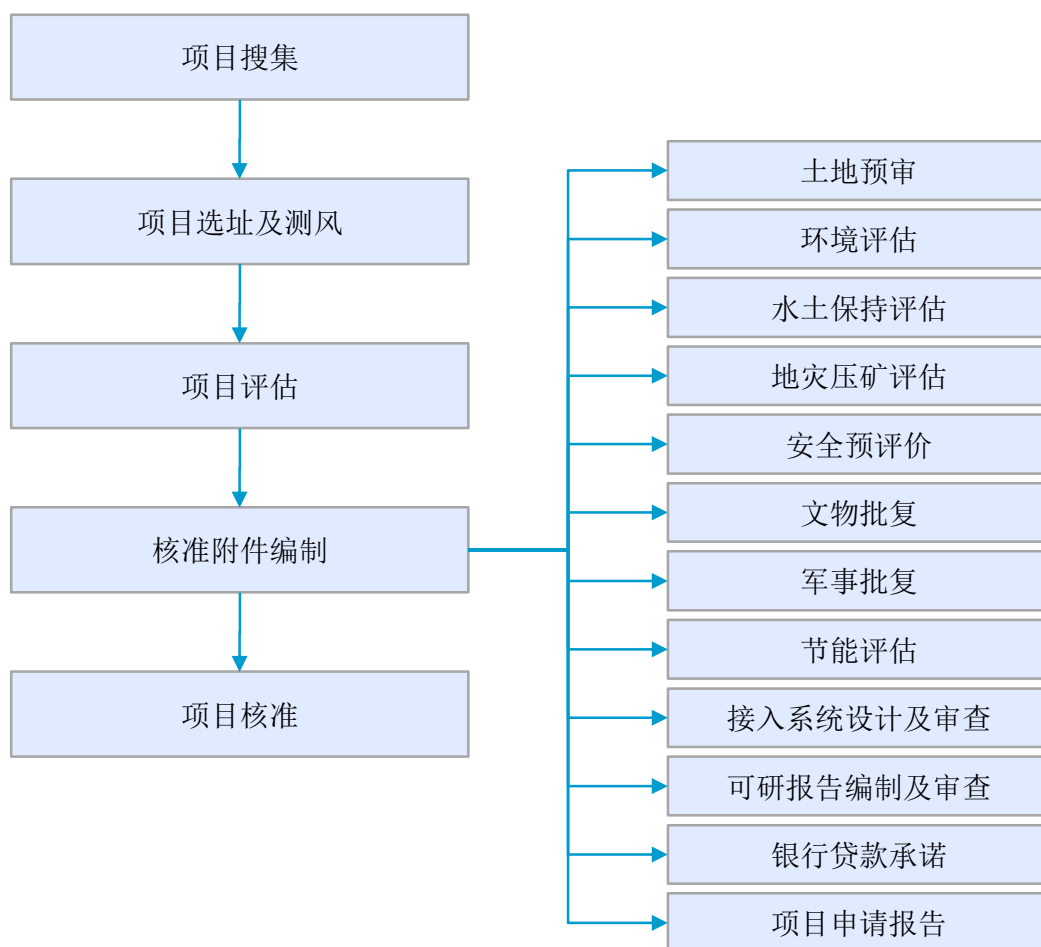 项目搜集
项目选址及测风
项目评估
核准附件编制
项目核准
土地预审
环境评估
水土保持评估
地灾压矿评估
安全预评价
文物批复
军事批复
节能评估
接入系统设计及审查
可研报告编制及审查
银行贷款承诺
项目申请报告